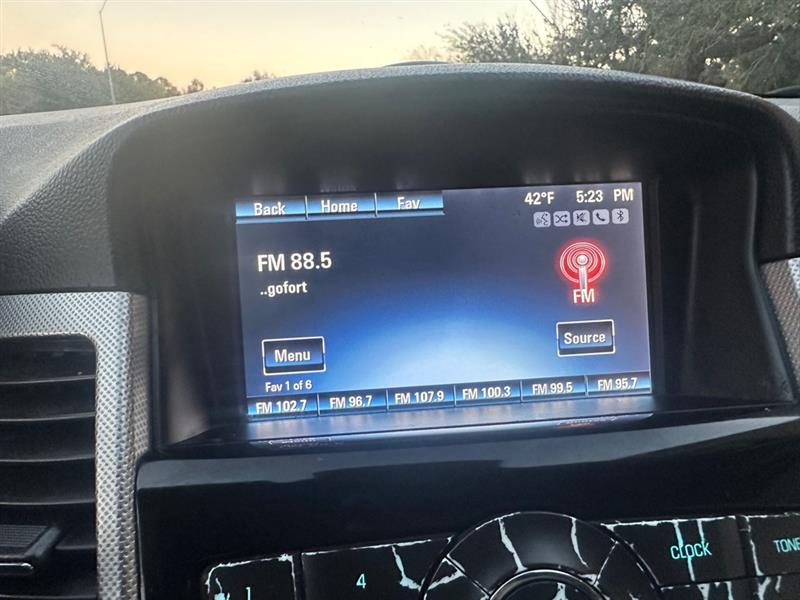 Back Home Fav 42°F 5:23 PM
FM 88.5
..gofort
FM
Menu Source
Fav 1 of 6
FM 102.7 FM 96.7 FM 107.9 FM 100.3 FM 99.5 FM 95.7
1 4 CLOCK TONE